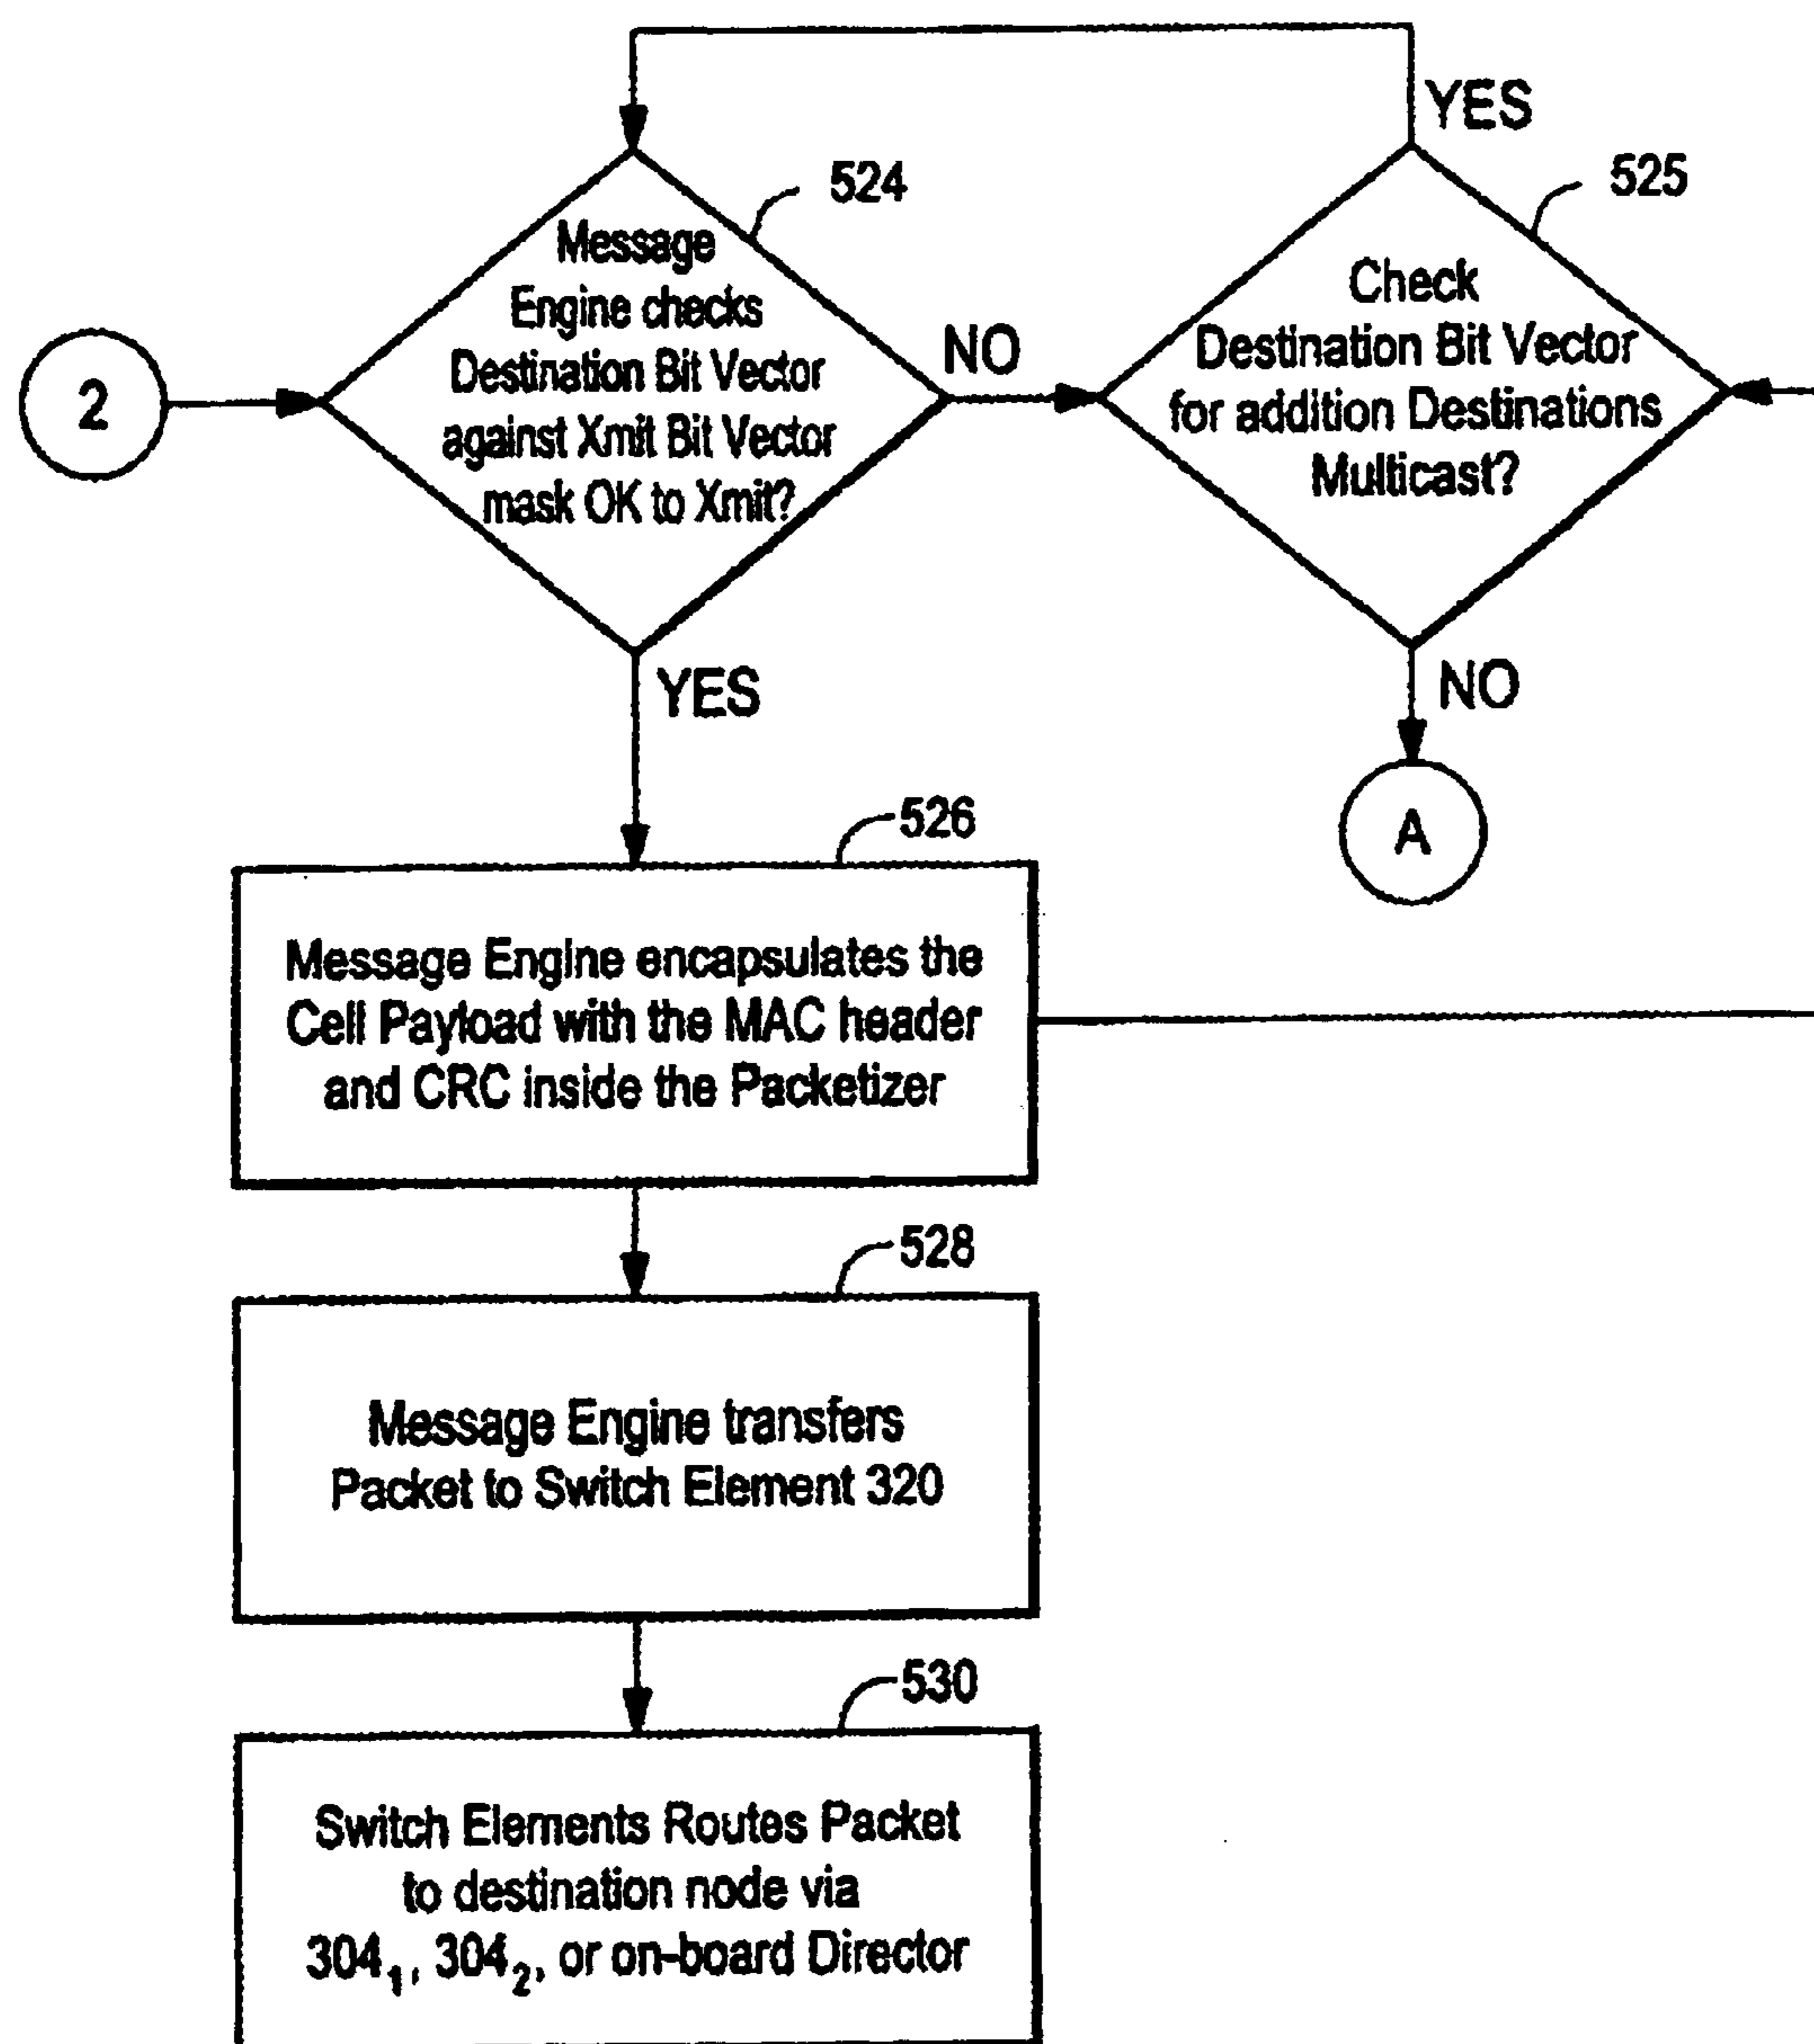 YES
524
525
Message
Engine checks
Destination Bit Vector
against Xmit Bit Vector
mask OK to Xmit?
NO
Check
Destination Bit Vector
for addition Destinations
Multicast?
2
YES
NO
A
526
Message Engine encapsulates the
Cell Payload with the MAC header
and CRC inside the Packetizer
528
Message Engine transfers
Packet to Switch Element 320
530
Switch Elements Routes Packet
to destination node via
304₁, 304₂, or on-board Director